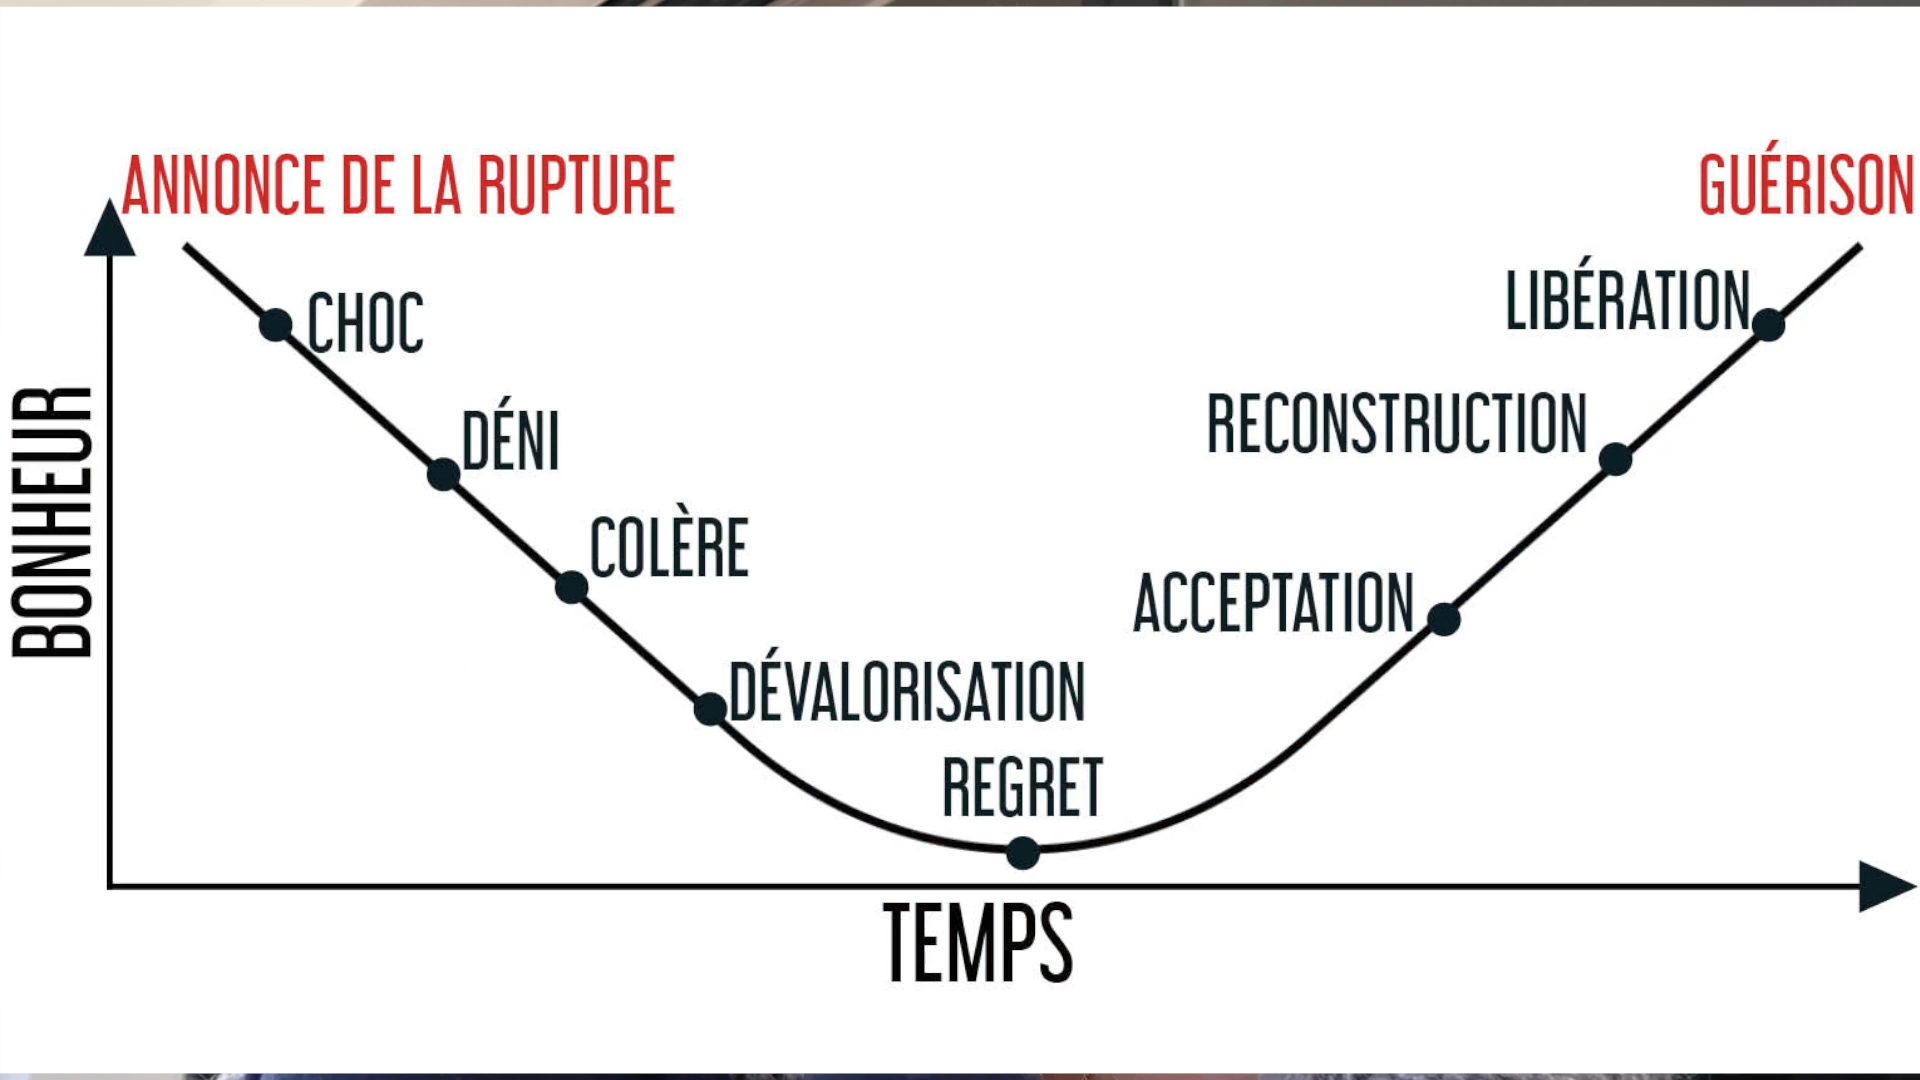 ANNONCE DE LA RUPTURE
GUÉRISON
CHOC
LIBÉRATION
DÉNI
RECONSTRUCTION
COLÈRE
ACCEPTATION
DÉVALORISATION
REGRET
BONHEUR
TEMPS